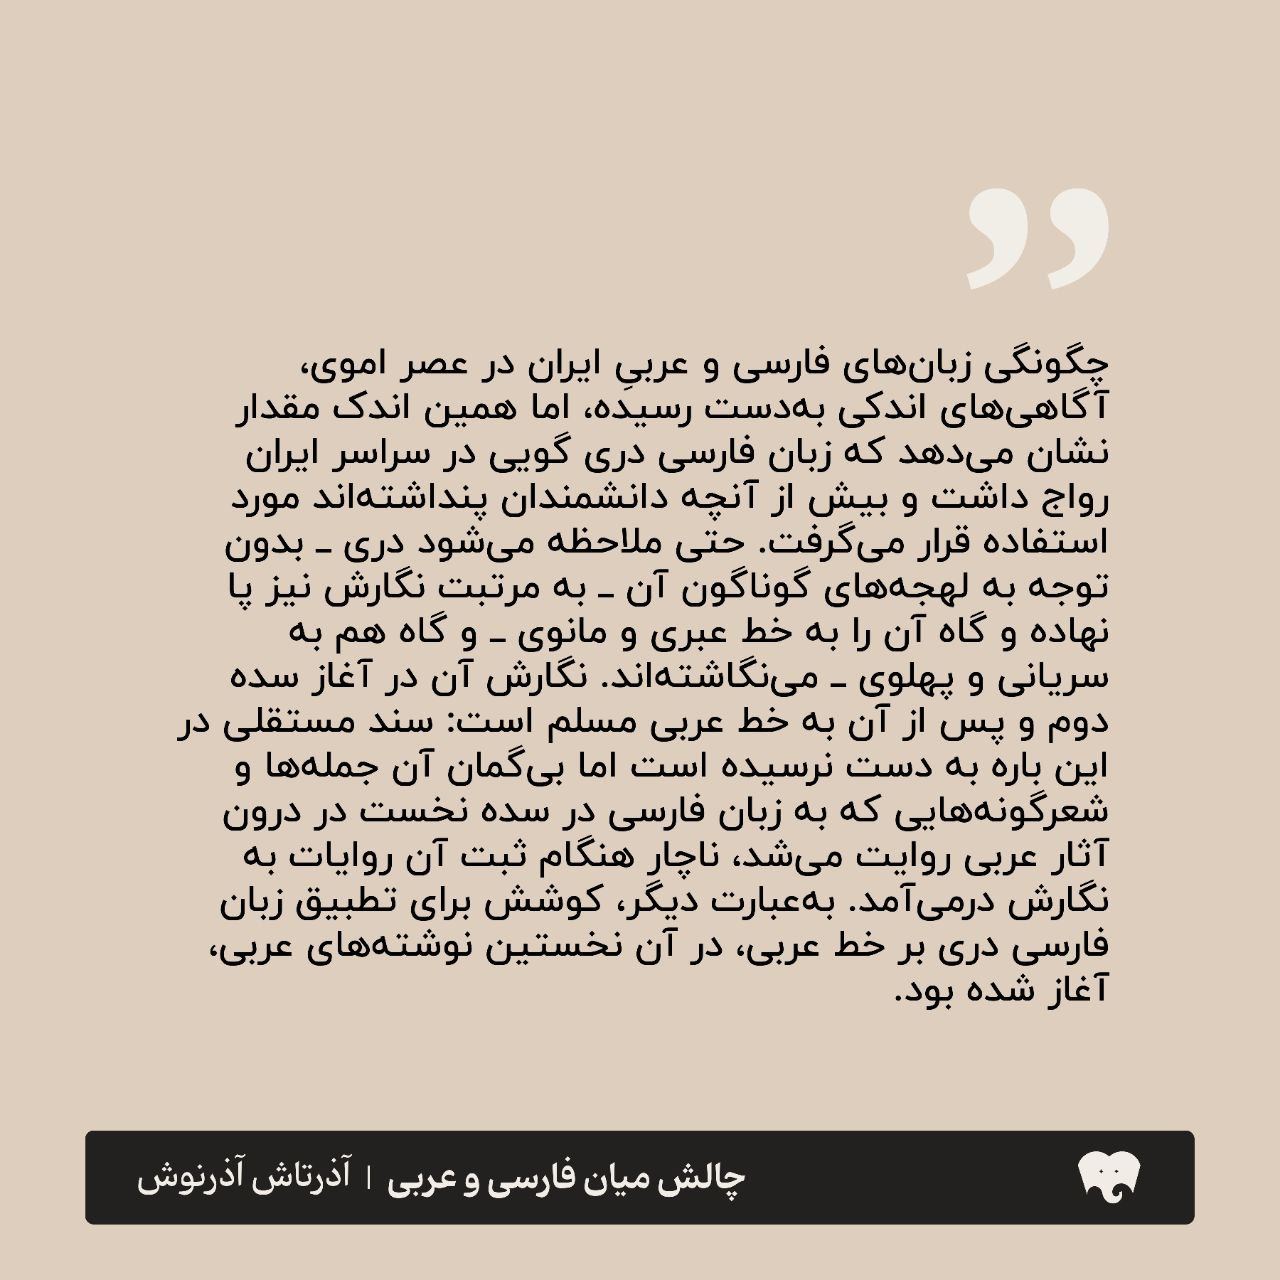 ”
چگونگی زبان‌های فارسی و عربیِ ایران در عصر اموی،
آگاهی‌های اندکی به‌دست رسیده، اما همین اندک مقدار
نشان می‌دهد که زبان فارسی دری گویی در سراسر ایران
رواج داشت و بیش از آنچه دانشمندان پنداشته‌اند مورد
استفاده قرار می‌گرفت. حتی ملاحظه می‌شود دری ـ بدون
توجه به لهجه‌های گوناگون آن ـ به مرتبت نگارش نیز پا
نهاده و گاه آن را به خط عبری و مانوی ـ و گاه هم به
سریانی و پهلوی ـ می‌نگاشته‌اند. نگارش آن در آغاز سده
دوم و پس از آن به خط عربی مسلم است: سند مستقلی در
این باره به دست نرسیده است اما بی‌گمان آن جمله‌ها و
شعرگونه‌هایی که به زبان فارسی در سده نخست در درون
آثار عربی روایت می‌شد، ناچار هنگام ثبت آن روایات به
نگارش درمی‌آمد. به‌عبارت دیگر، کوشش برای تطبیق زبان
فارسی دری بر خط عربی، در آن نخستین نوشته‌های عربی،
آغاز شده بود.
چالش میان فارسی و عربی | آذرتاش آذرنوش